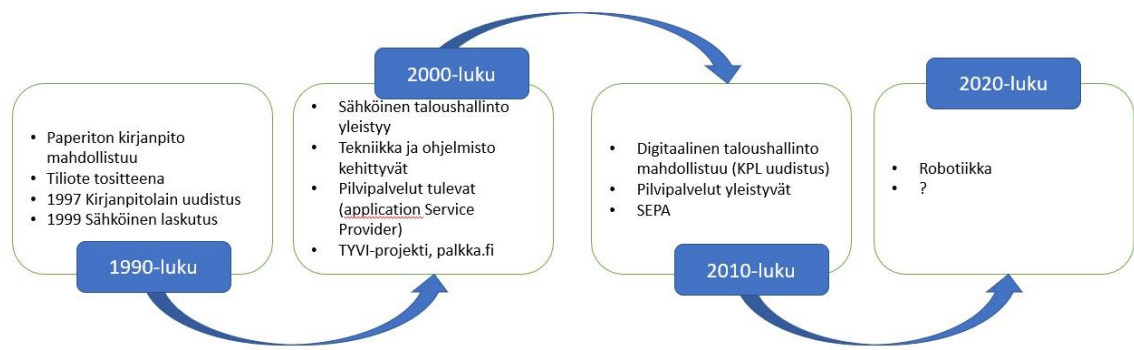 1990-luku
• Paperiton kirjanpito
mahdollistuu
• Tiliote tositteena
• 1997 Kirjanpitolain uudistus
• 1999 Sähköinen laskutus
2000-luku
• Sähköinen taloushallinto
yleistyy
• Tekniikka ja ohjelmisto
kehittyvät
• Pilvipalvelut tulevat
(application Service
Provider)
• TYVI-projekti, palkka.fi
2010-luku
• Digitaalinen taloushallinto
mahdollistuu (KPL uudistus)
• Pilvipalvelut yleistyvät
• SEPA
2020-luku
• Robotiikka
• ?